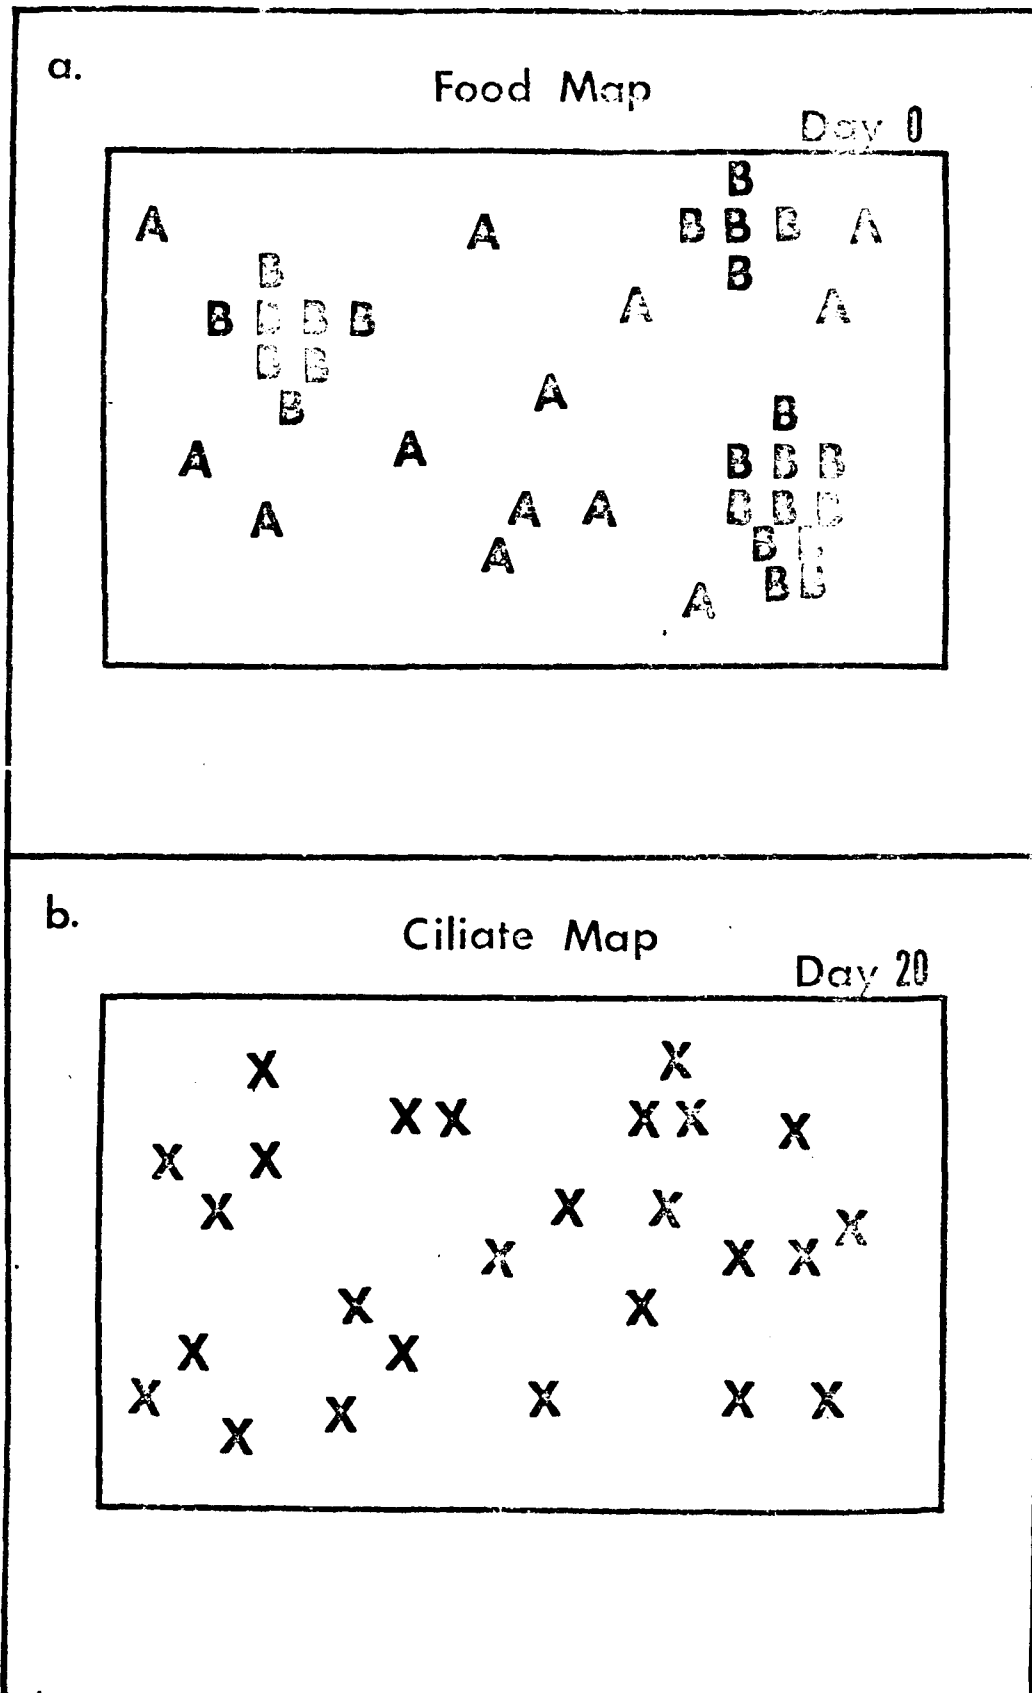 a.
Food Map
Day 0
B
A A B B B A
B B
A A
B B B B
B B
A
B B
A A B B B
A A A B B B
A B
B B
A
b.
Ciliate Map
Day 20
X X
X X X X X
X X
X X X X
X X X
X X
X X
X X X X
X
X